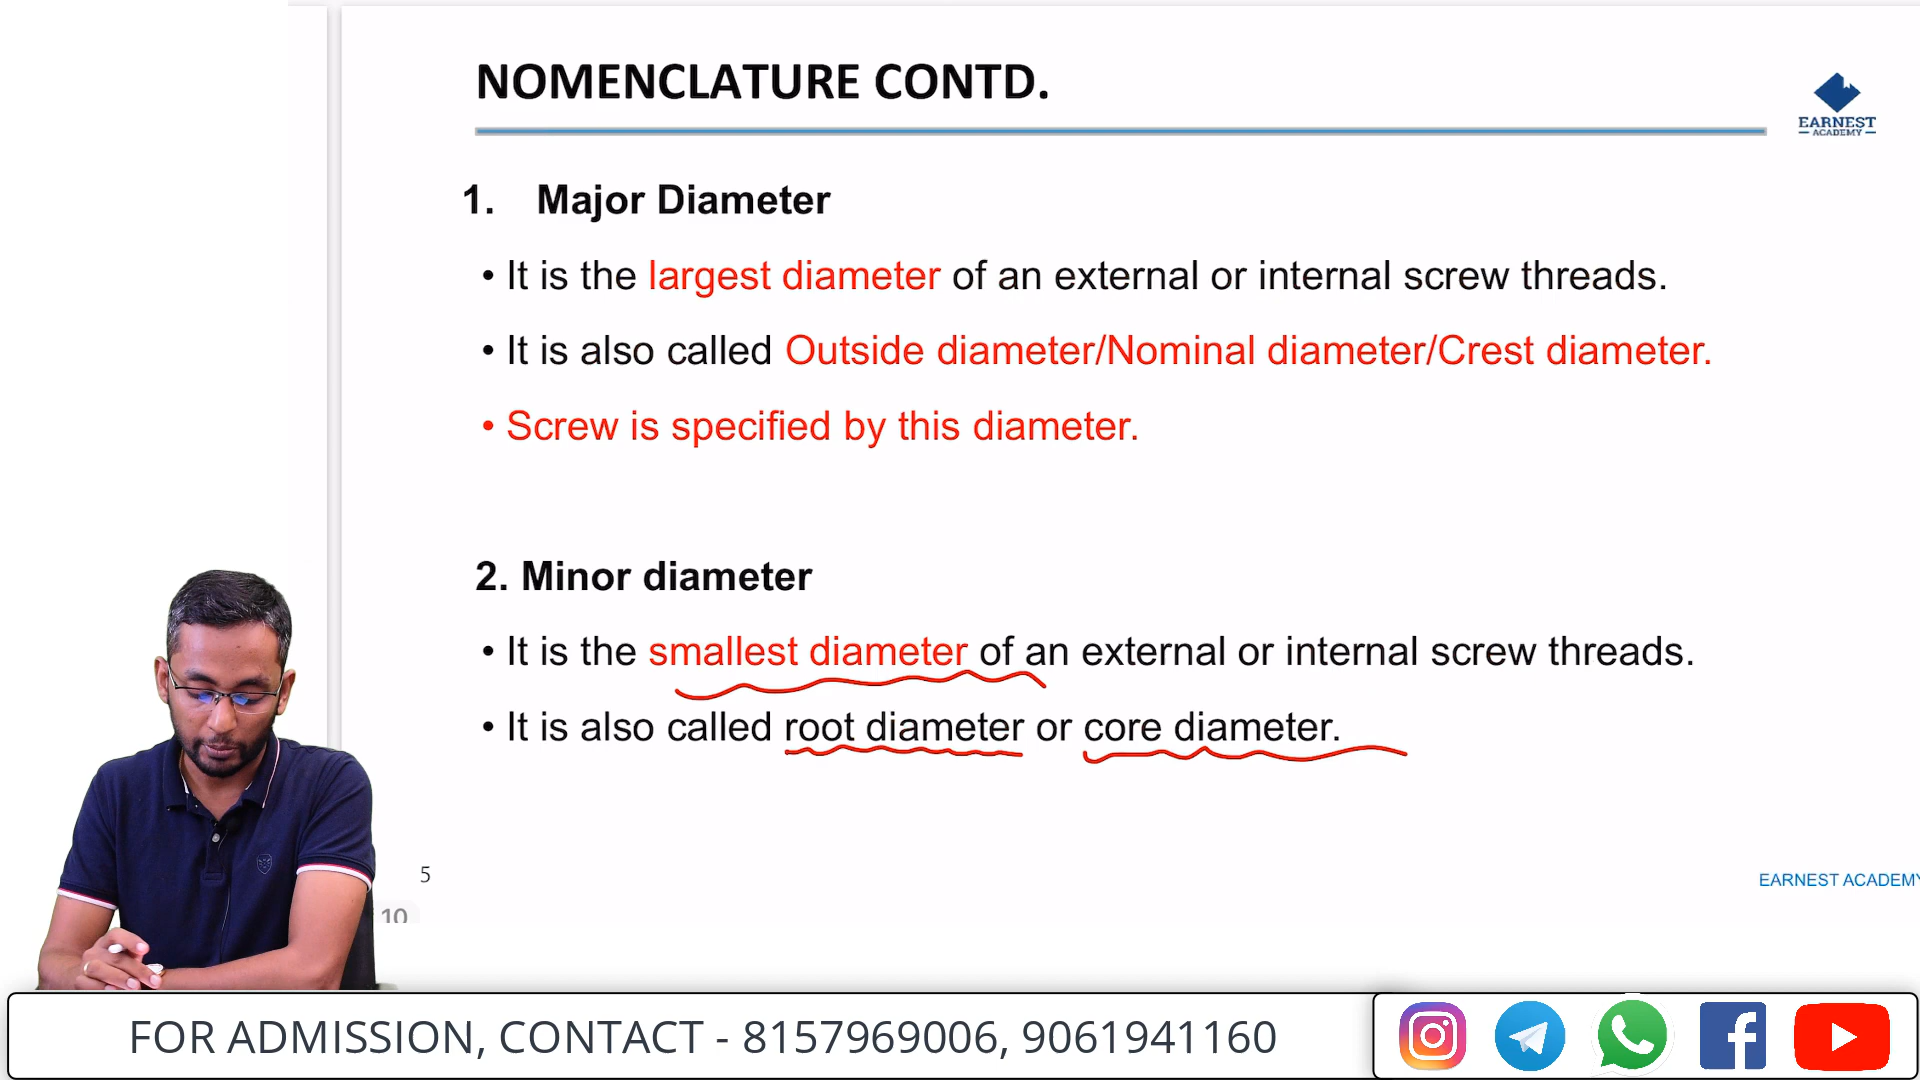 NOMENCLATURE CONTD.
EARNEST
ACADEMY
1. Major Diameter
• It is the largest diameter of an external or internal screw threads.
• It is also called Outside diameter/Nominal diameter/Crest diameter.
• Screw is specified by this diameter.
2. Minor diameter
• It is the smallest diameter of an external or internal screw threads.
• It is also called root diameter or core diameter.
5
EARNEST ACADEMY
10
FOR ADMISSION, CONTACT - 8157969006, 9061941160